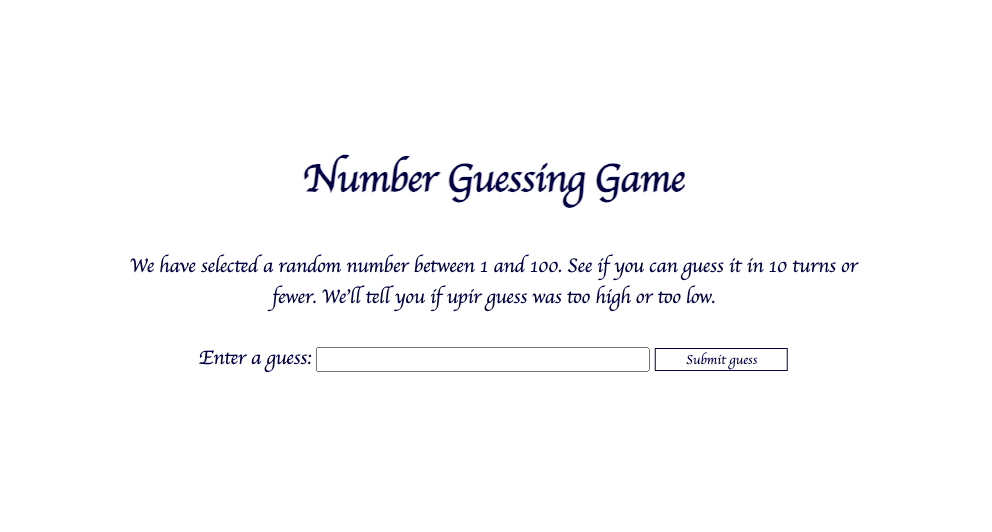 Number Guessing Game
We have selected a random number between 1 and 100. See if you can guess it in 10 turns or
fewer. We'll tell you if upir guess was too high or too low.
Enter a guess: Submit guess